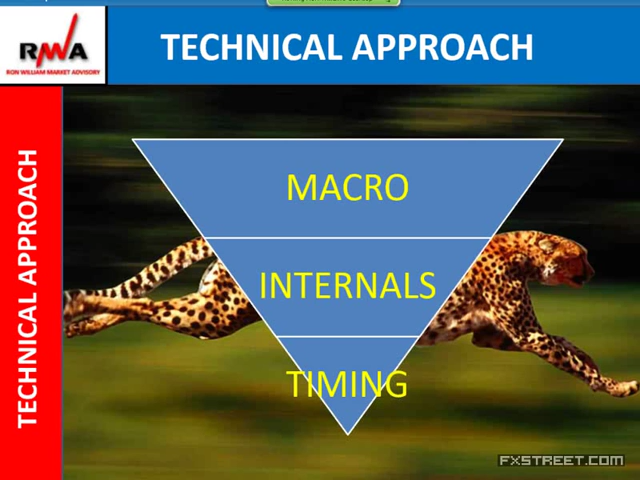 RWA
RON WILLIAM MARKET ADVISORY
TECHNICAL APPROACH
TECHNICAL APPROACH
MACRO
INTERNALS
TIMING
FXSTREET.COM